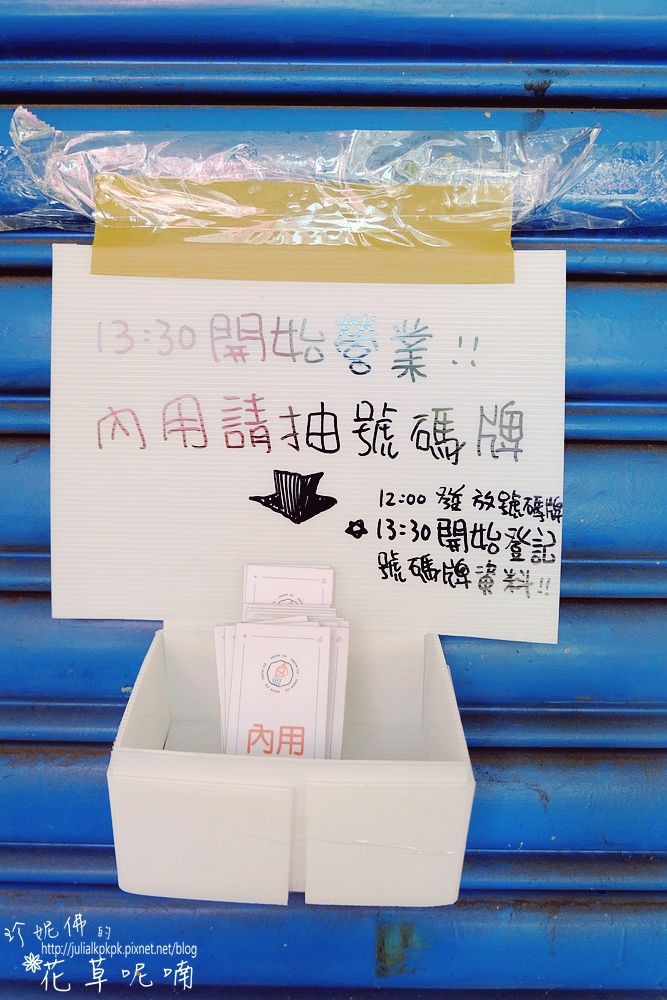 13:30開始營業!!
內用請抽號碼牌
12:00 發放號碼牌
13:30開始登記
號碼牌資料!!
內用
珍妮佛的
http://julialkpkpk.pixnet.net/blog
花草呢喃